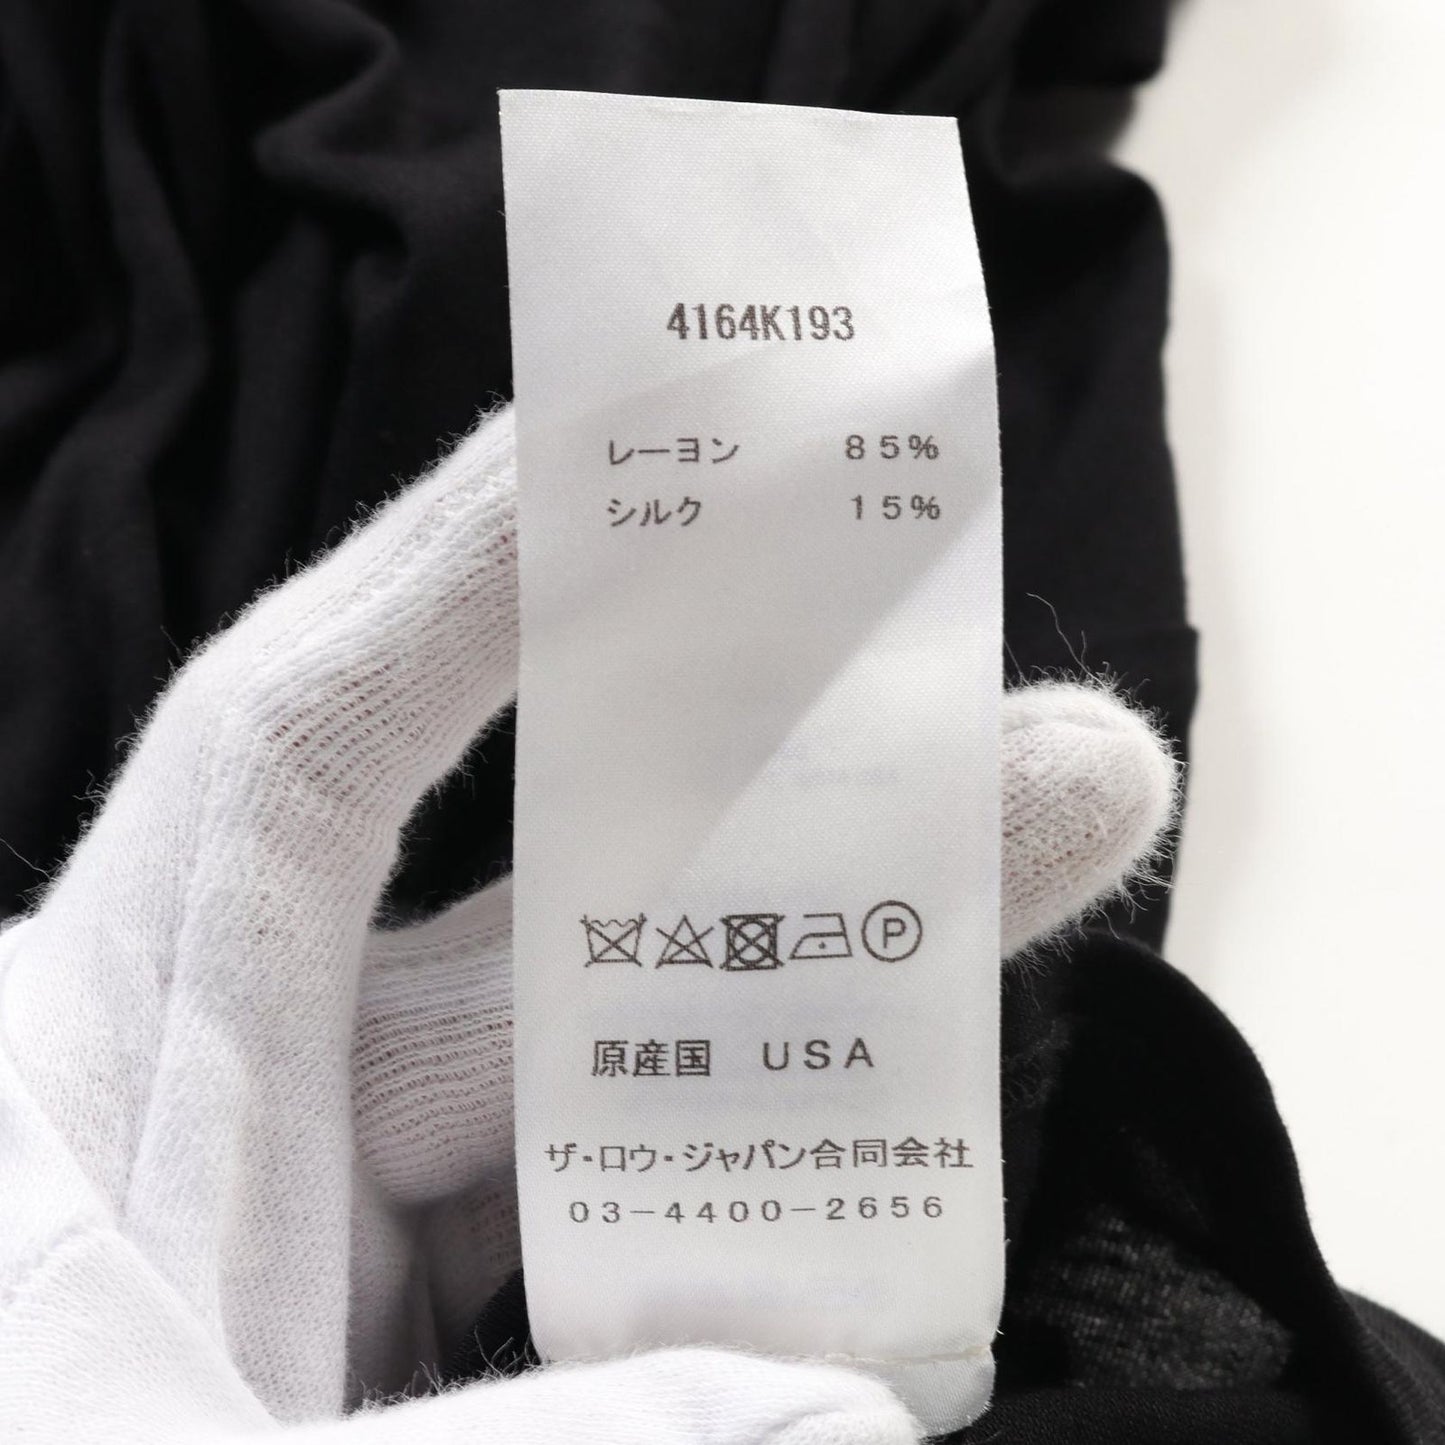 4164K193
レーヨン 85%
シルク 15%
P
原産国 USA
ザ・ロウ・ジャパン合同会社
03-4400-2656